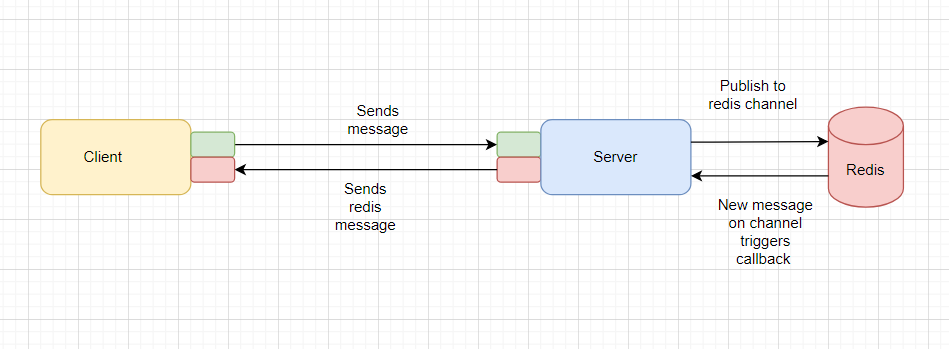 Client
Sends
message
Sends
redis
message
Server
Publish to
redis channel
New message
on channel
triggers
callback
Redis